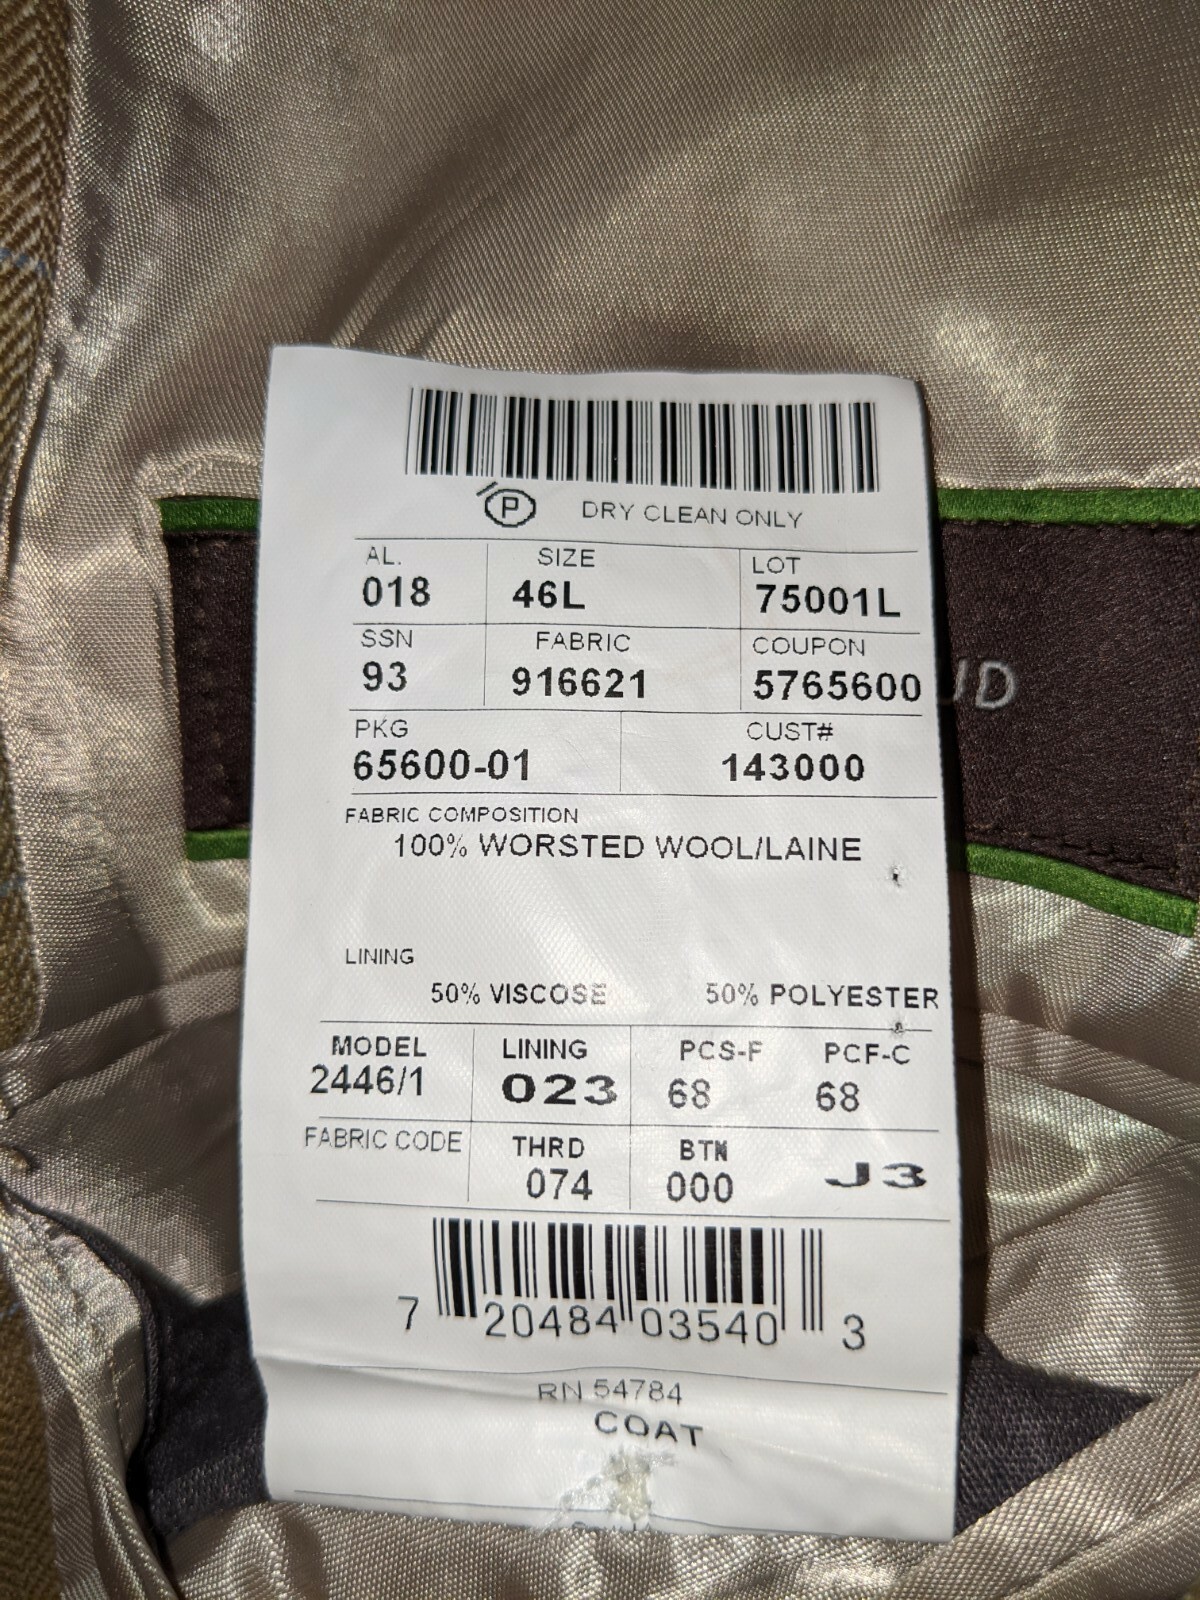 P DRY CLEAN ONLY
AL. SIZE LOT
018 46L 75001L
SSN FABRIC COUPON
93 916621 5765600
PKG CUST#
65600-01 143000
FABRIC COMPOSITION
100% WORSTED WOOL/LAINE
LINING
50% VISCOSE 50% POLYESTER
MODEL LINING PCS-F PCF-C
2446/1 023 68 68
FABRIC CODE THRD BTN
074 000 J3
7 20484 03540 3
RN 54784
COAT
UD